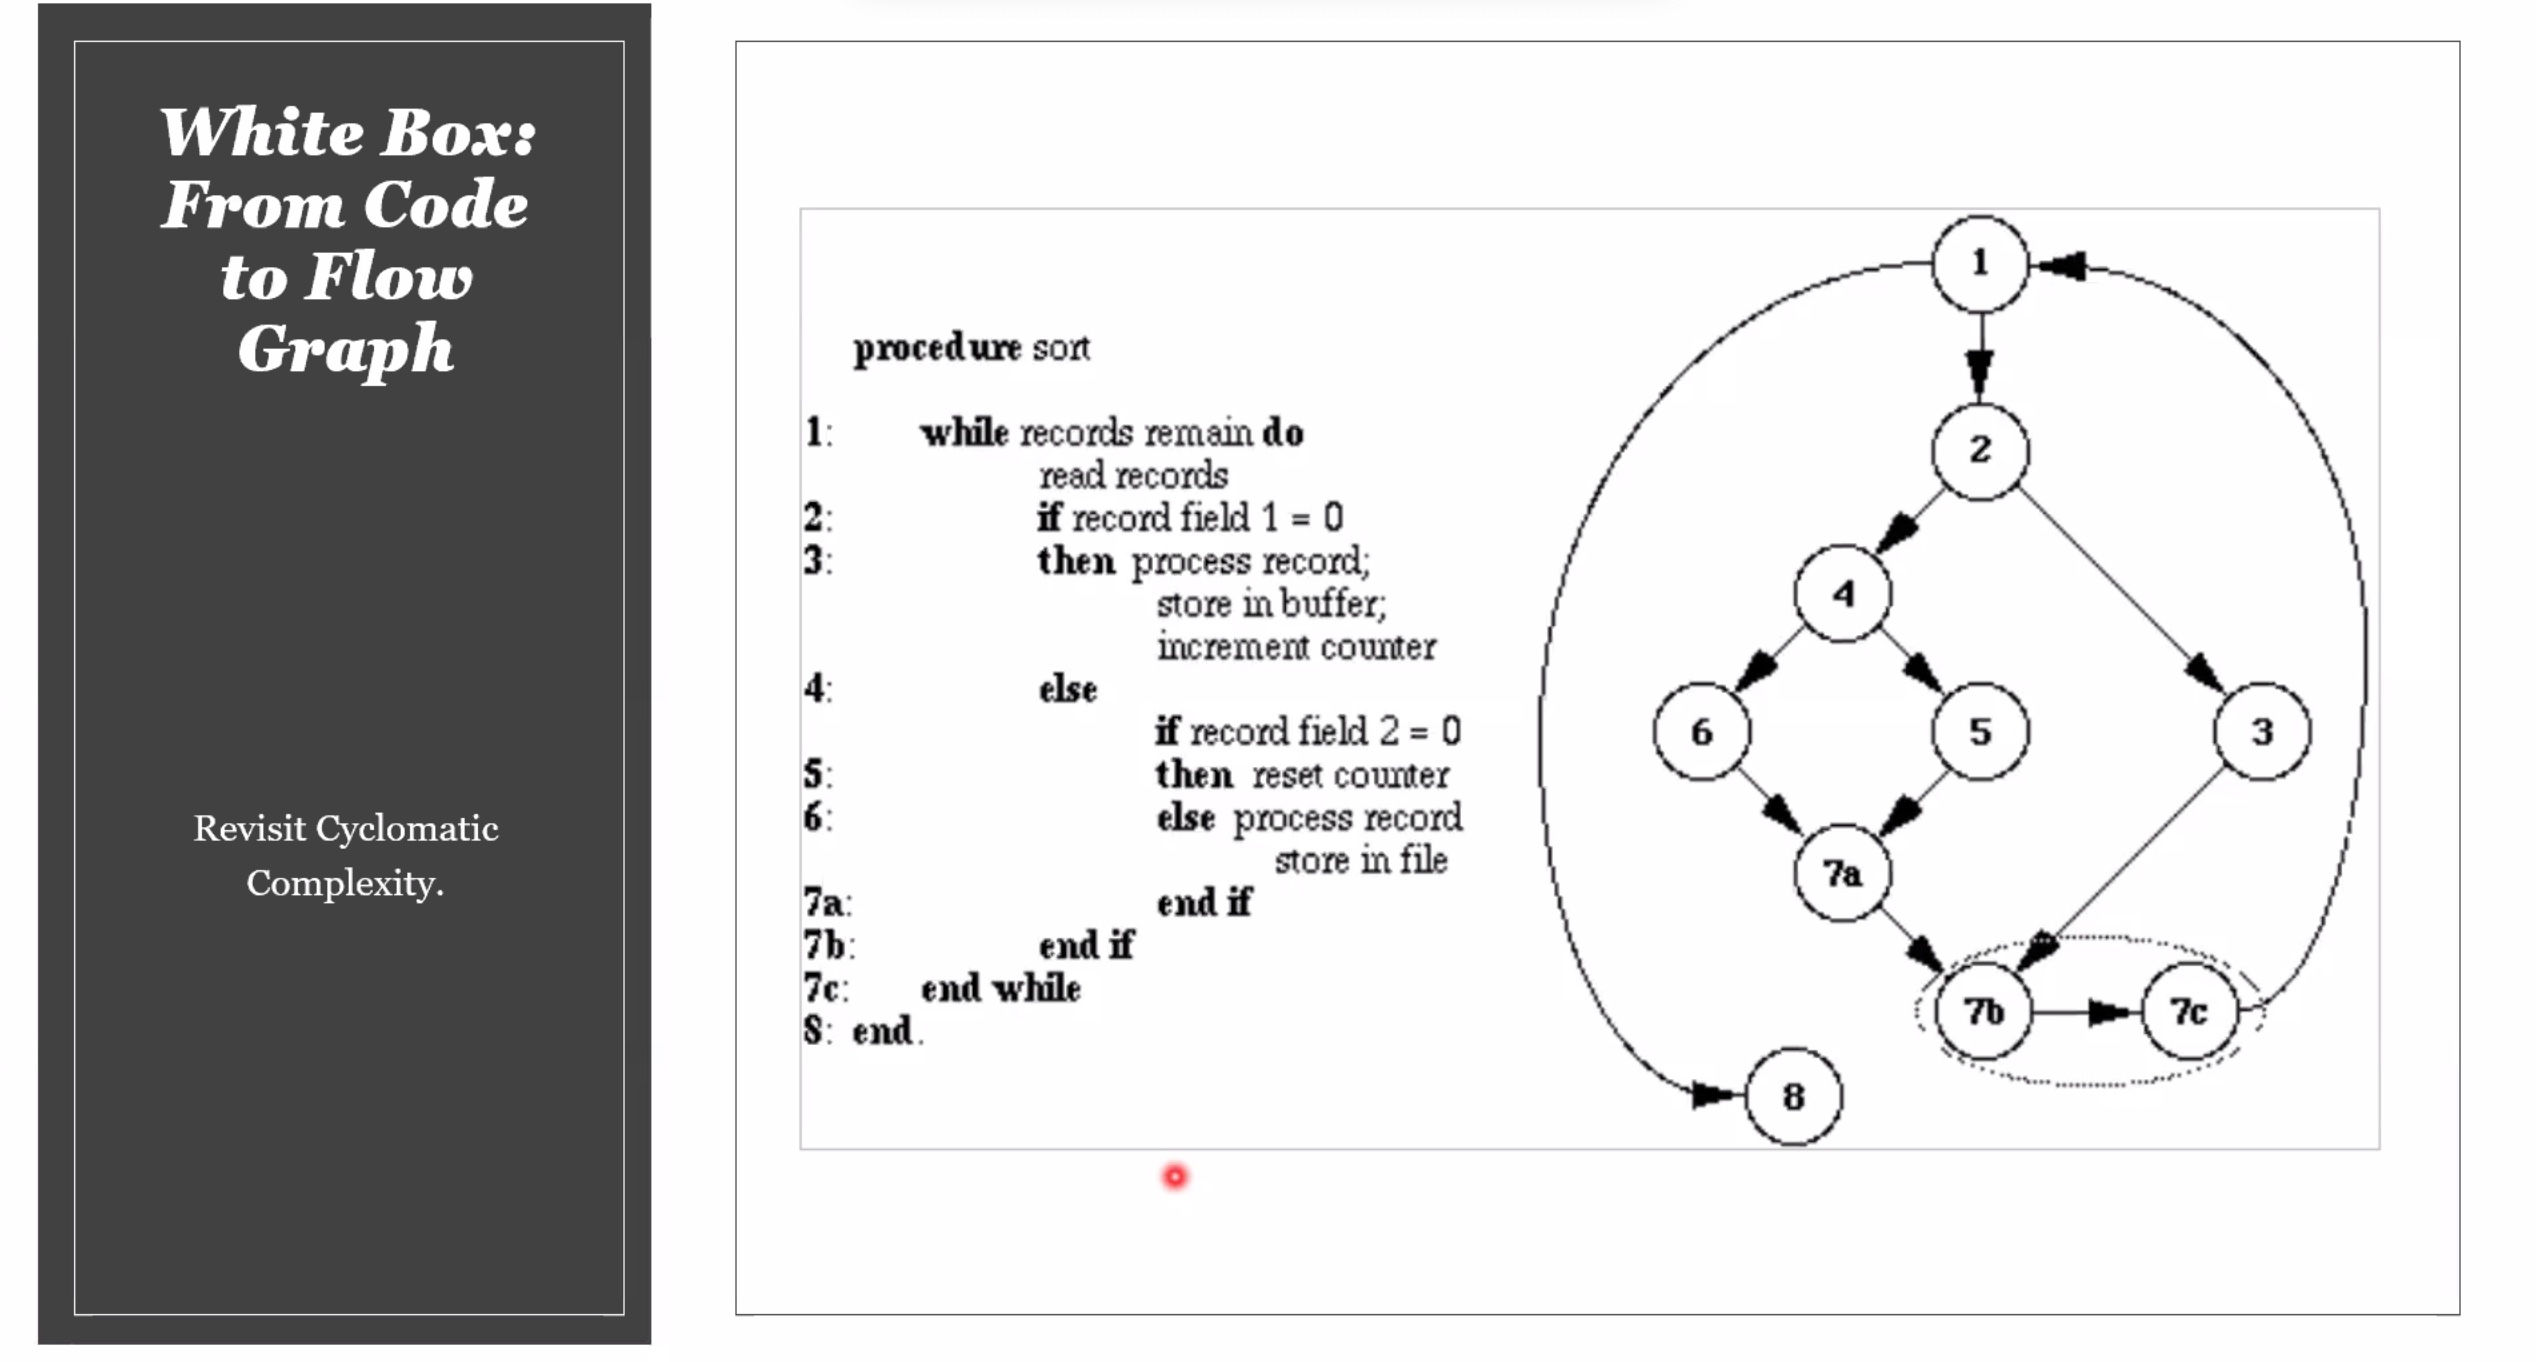 White Box:
From Code
to Flow
Graph
Revisit Cyclomatic
Complexity.
procedure sort
1: while records remain do
read records
2: if record field 1 = 0
3: then process record;
store in buffer;
increment counter
4: else
if record field 2 = 0
5: then reset counter
6: else process record
store in file
7a: end if
7b: end if
7c: end while
8: end.
1
2
4
6
5
3
7a
7b
7c
8